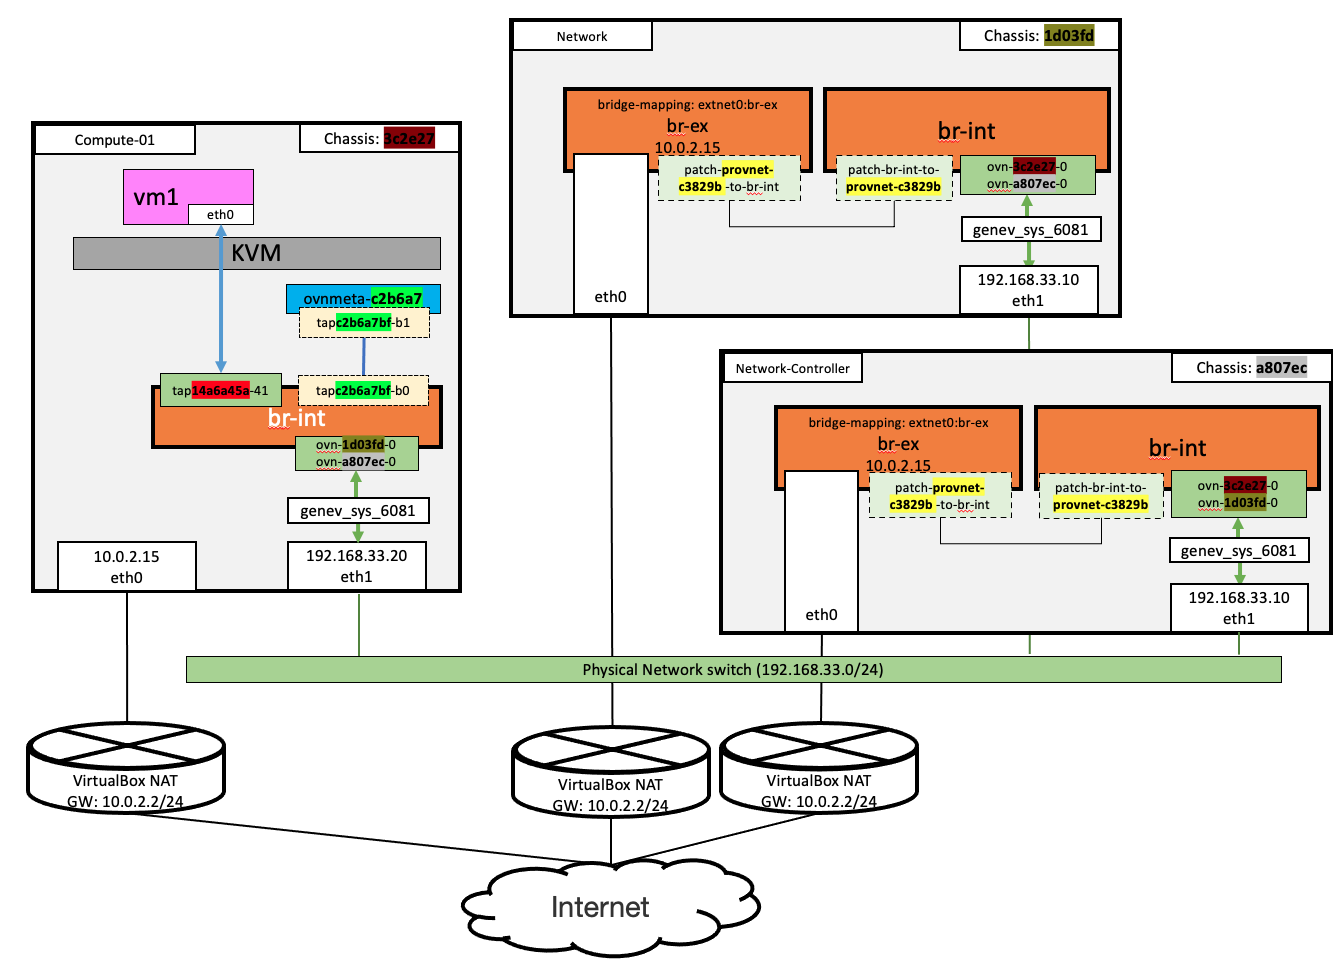 Network
Chassis: 1d03fd
bridge-mapping: extnet0:br-ex
br-ex
10.0.2.15
br-int
patch-provnet-
c3829b -to-br-int
patch-br-int-to-
provnet-c3829b
ovn-3c2e27-0
ovn-a807ec-0
genev_sys_6081
192.168.33.10
eth1
eth0
Compute-01
Chassis: 3c2e27
vm1
eth0
KVM
ovnmeta-c2b6a7
tapc2b6a7bf-b1
tap14a6a45a-41
tapc2b6a7bf-b0
br-int
ovn-1d03fd-0
ovn-a807ec-0
genev_sys_6081
10.0.2.15
eth0
192.168.33.20
eth1
Network-Controller
Chassis: a807ec
bridge-mapping: extnet0:br-ex
br-ex
10.0.2.15
br-int
patch-provnet-
c3829b -to-br-int
patch-br-int-to-
provnet-c3829b
ovn-3c2e27-0
ovn-1d03fd-0
genev_sys_6081
192.168.33.10
eth1
eth0
Physical Network switch (192.168.33.0/24)
VirtualBox NAT
GW: 10.0.2.2/24
VirtualBox NAT
GW: 10.0.2.2/24
VirtualBox NAT
GW: 10.0.2.2/24
Internet